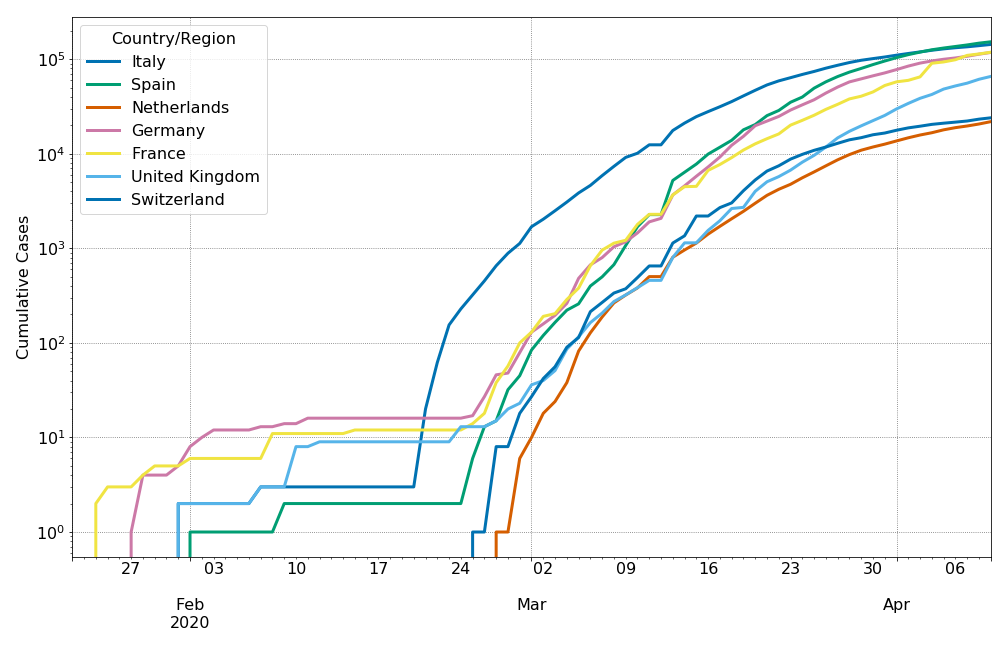 Country/Region
Italy
Spain
Netherlands
Germany
France
United Kingdom
Switzerland
Cumulative Cases
10⁵
10⁴
10³
10²
10¹
10⁰
27 03 10 17 24 02 09 16 23 30 06
Feb Mar Apr
2020